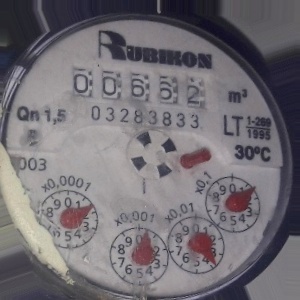 RUBIKON
00662 m³
Qn 1,5 03283833 LT 1-289
1995
30ºC
003
x0,0001 x0,1
x0,001 x0,01